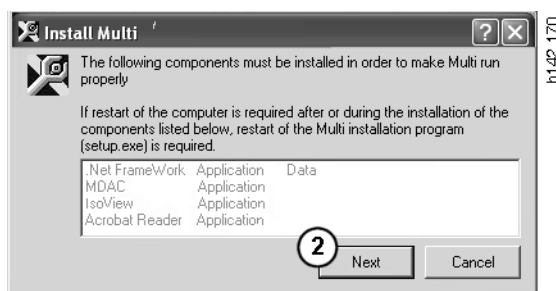 Install Multi
The following components must be installed in order to make Multi run
properly
If restart of the computer is required after or during the installation of the
components listed below, restart of the Multi installation program
(setup.exe) is required.
.Net FrameWork Application Data
MDAC Application
IsoView Application
Acrobat Reader Application
2
Next Cancel
h142 170